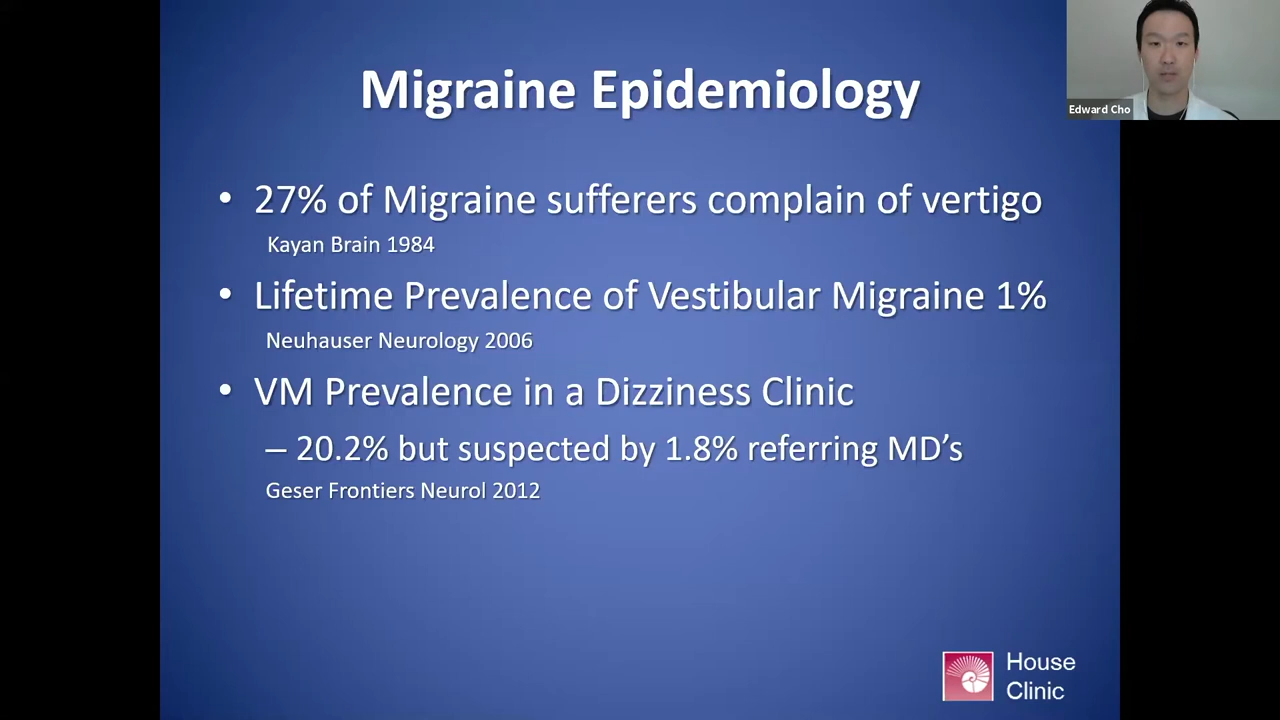 Migraine Epidemiology
Edward Cho
• 27% of Migraine sufferers complain of vertigo
Kayan Brain 1984
• Lifetime Prevalence of Vestibular Migraine 1%
Neuhauser Neurology 2006
• VM Prevalence in a Dizziness Clinic
– 20.2% but suspected by 1.8% referring MD’s
Geser Frontiers Neurol 2012
House
Clinic